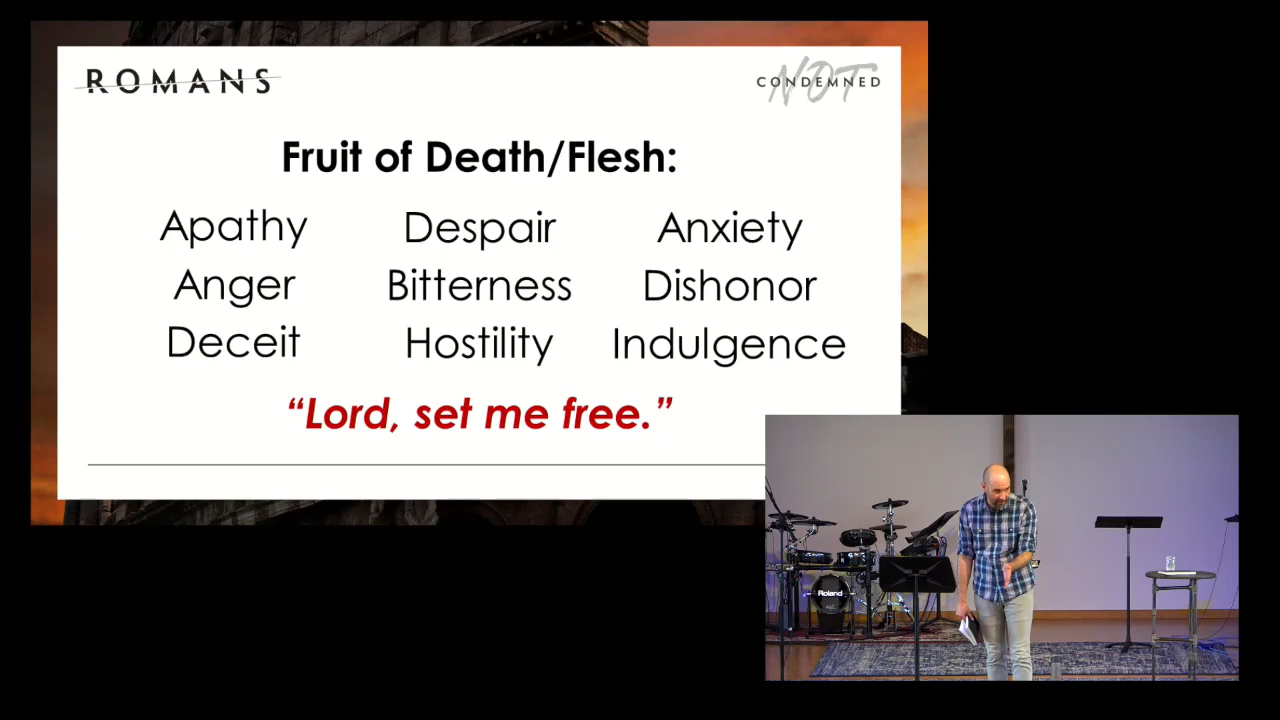 ROMANS
NOT CONDEMNED
Fruit of Death/Flesh:
Apathy Despair Anxiety
Anger Bitterness Dishonor
Deceit Hostility Indulgence
“Lord, set me free.”
Roland